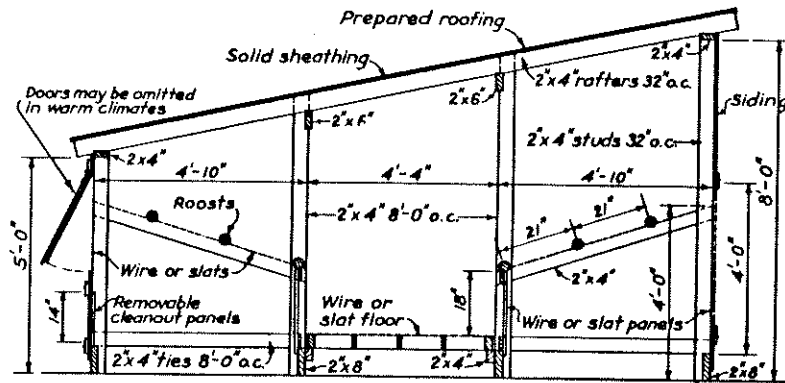 Prepared roofing
Solid sheathing
Doors may be omitted
in warm climates
2"x4"
2"x6"
2"x6"
2"x4" rafters 32" o.c.
2"x4"
Siding
2"x4" studs 32" o.c.
4'-10"
4'-4"
4'-10"
Roosts
2"x4" 8'-0" o.c.
21"
21"
5'-0"
8'-0"
Wire or slats
2"x4"
4'-0"
4'-0"
14"
Removable
cleanout panels
18"
Wire or
slat floor
Wire or slat panels
2"x4" ties 8'-0" o.c.
2"x8"
2"x4"
2"x8"